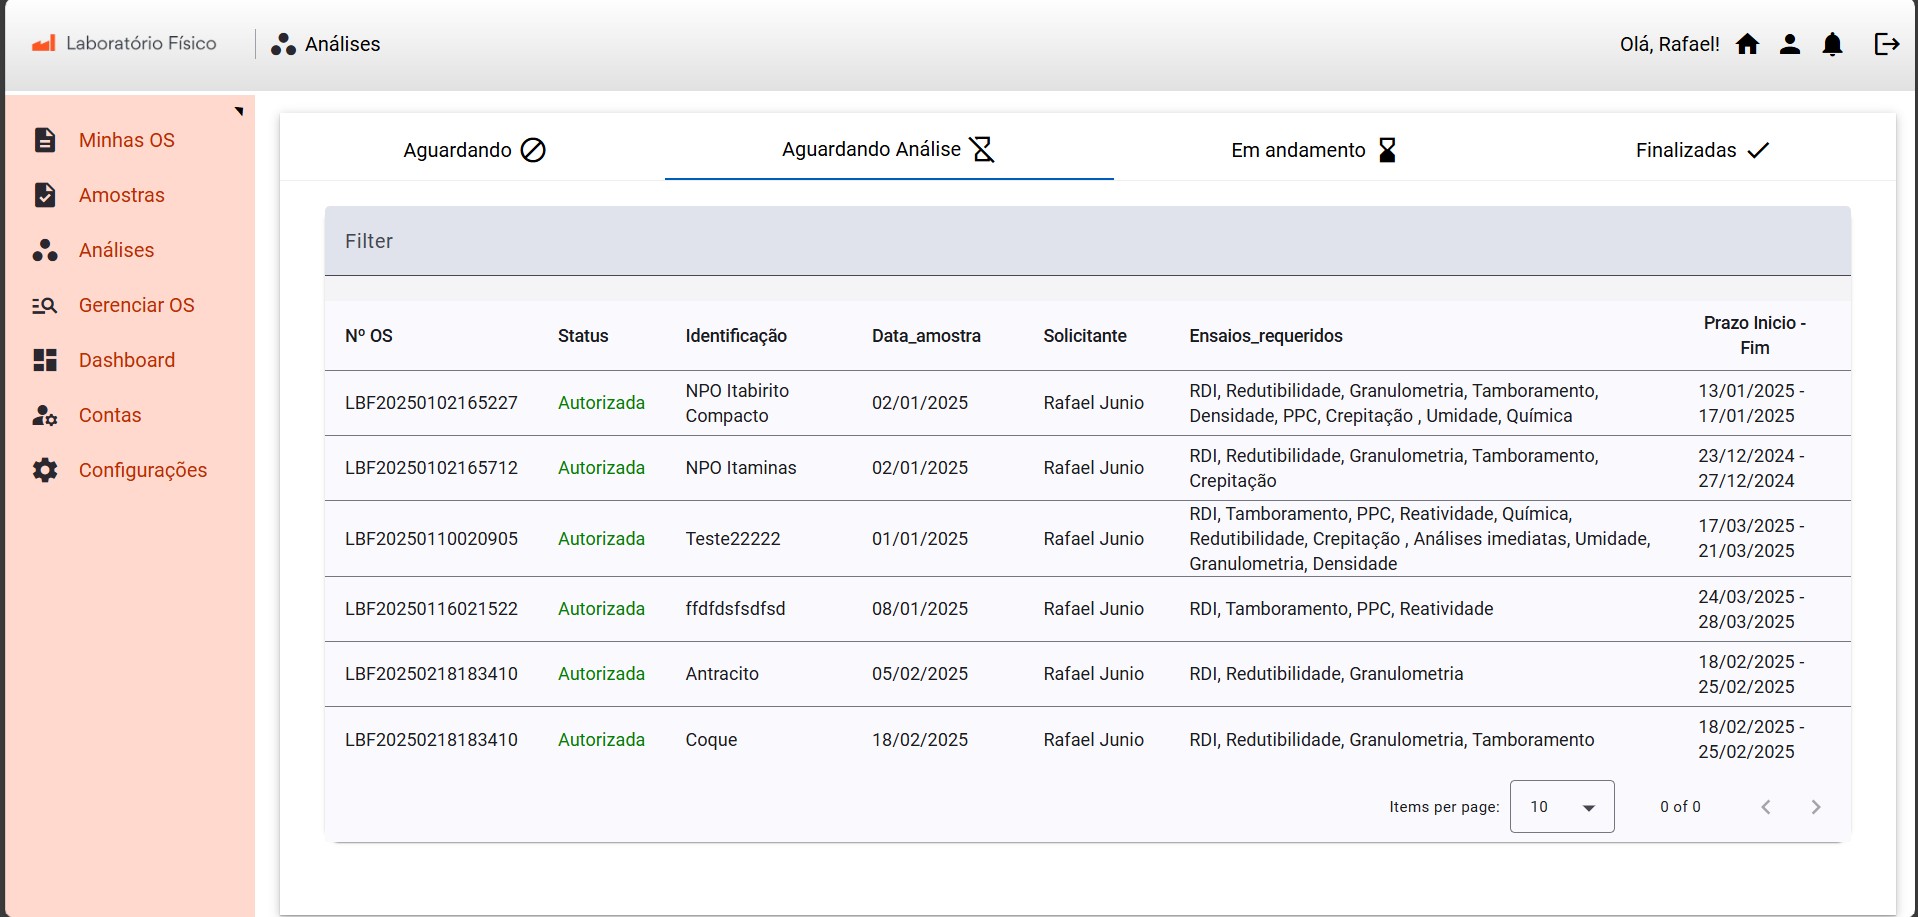 Laboratório Físico
Análises
Olá, Rafael!
Minhas OS
Amostras
Análises
Gerenciar OS
Dashboard
Contas
Configurações
Aguardando
Aguardando Análise
Em andamento
Finalizadas
Filter
Nº OS Status Identificação Data_amostra Solicitante Ensaios_requeridos Prazo Inicio -
Fim
LBF20250102165227 Autorizada NPO Itabirito
Compacto 02/01/2025 Rafael Junio RDI, Redutibilidade, Granulometria, Tamboramento,
Densidade, PPC, Crepitação , Umidade, Química 13/01/2025 -
17/01/2025
LBF20250102165712 Autorizada NPO Itaminas 02/01/2025 Rafael Junio RDI, Redutibilidade, Granulometria, Tamboramento,
Crepitação 23/12/2024 -
27/12/2024
LBF20250110020905 Autorizada Teste22222 01/01/2025 Rafael Junio RDI, Tamboramento, PPC, Reatividade, Química,
Redutibilidade, Crepitação , Análises imediatas, Umidade,
Granulometria, Densidade 17/03/2025 -
21/03/2025
LBF20250116021522 Autorizada ffdfdsfsdfsd 08/01/2025 Rafael Junio RDI, Tamboramento, PPC, Reatividade 24/03/2025 -
28/03/2025
LBF20250218183410 Autorizada Antracito 05/02/2025 Rafael Junio RDI, Redutibilidade, Granulometria 18/02/2025 -
25/02/2025
LBF20250218183410 Autorizada Coque 18/02/2025 Rafael Junio RDI, Redutibilidade, Granulometria, Tamboramento 18/02/2025 -
25/02/2025
Items per page: 10 0 of 0